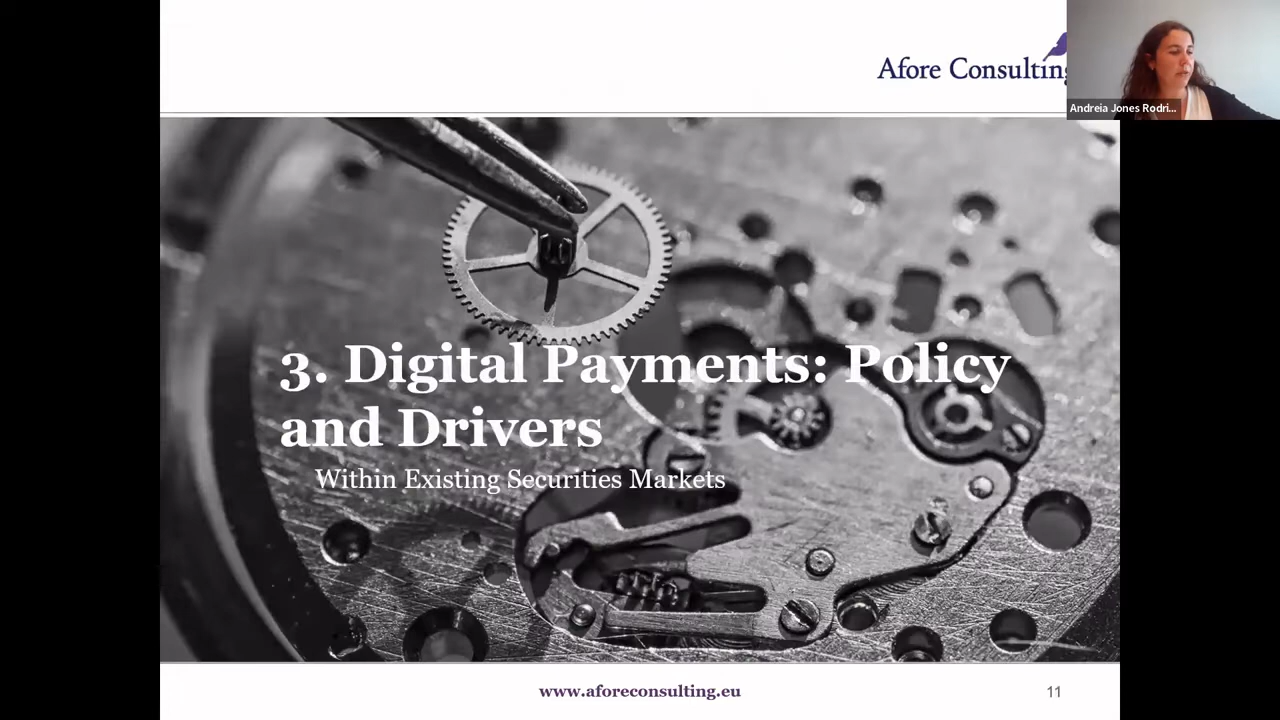 Afore Consulting
Andreia Jones Rodri...
3. Digital Payments: Policy
and Drivers
Within Existing Securities Markets
www.aforeconsulting.eu
11